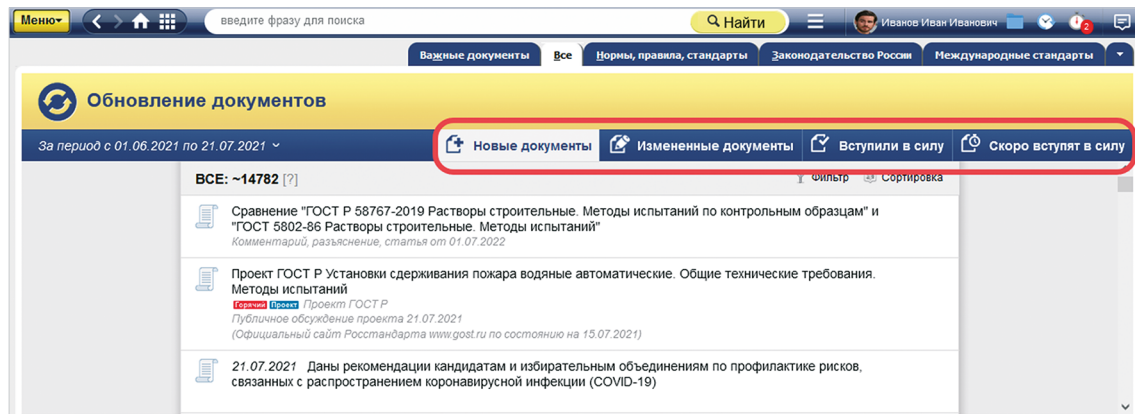 Меню
введите фразу для поиска
Найти
Иванов Иван Иванович
2
Важные документы
Все
Нормы, правила, стандарты
Законодательство России
Международные стандарты
Обновление документов
За период с 01.06.2021 по 21.07.2021
Новые документы
Измененные документы
Вступили в силу
Скоро вступят в силу
ВСЕ: ~14782 [?]
Фильтр
Сортировка
Сравнение "ГОСТ Р 58767-2019 Растворы строительные. Методы испытаний по контрольным образцам" и
"ГОСТ 5802-86 Растворы строительные. Методы испытаний"
Комментарий, разъяснение, статья от 01.07.2022
Проект ГОСТ Р Установки сдерживания пожара водяные автоматические. Общие технические требования.
Методы испытаний
Горячий Проект Проект ГОСТ Р
Публичное обсуждение проекта 21.07.2021
(Официальный сайт Росстандарта www.gost.ru по состоянию на 15.07.2021)
21.07.2021 Даны рекомендации кандидатам и избирательным объединениям по профилактике рисков,
связанных с распространением коронавирусной инфекции (COVID-19)